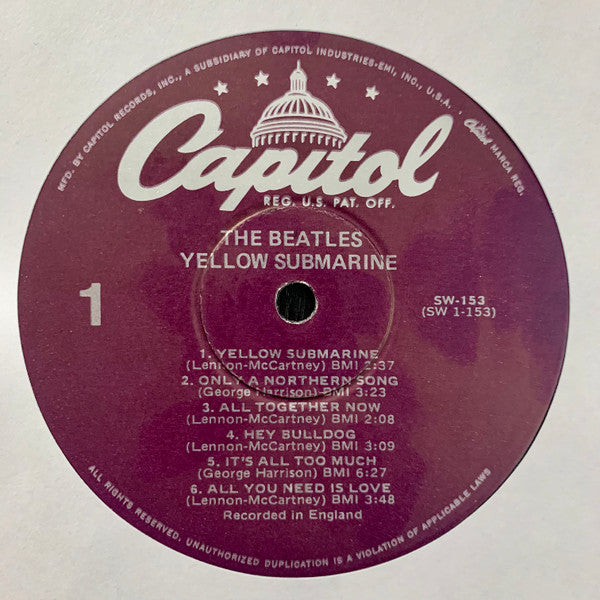 MFD. BY CAPITOL RECORDS, INC., A SUBSIDIARY OF CAPITOL INDUSTRIES-EMI, INC., U.S.A. Capitol MARCA REG.
Capitol
REG. U.S. PAT. OFF.
THE BEATLES
YELLOW SUBMARINE
1
SW-153
(SW 1-153)
1. YELLOW SUBMARINE
(Lennon-McCartney) BMI 2:37
2. ONLY A NORTHERN SONG
(George Harrison) BMI 3:23
3. ALL TOGETHER NOW
(Lennon-McCartney) BMI 2:08
4. HEY BULLDOG
(Lennon-McCartney) BMI 3:09
5. IT'S ALL TOO MUCH
(George Harrison) BMI 6:27
6. ALL YOU NEED IS LOVE
(Lennon-McCartney) BMI 3:48
Recorded in England
ALL RIGHTS RESERVED. UNAUTHORIZED DUPLICATION IS A VIOLATION OF APPLICABLE LAWS